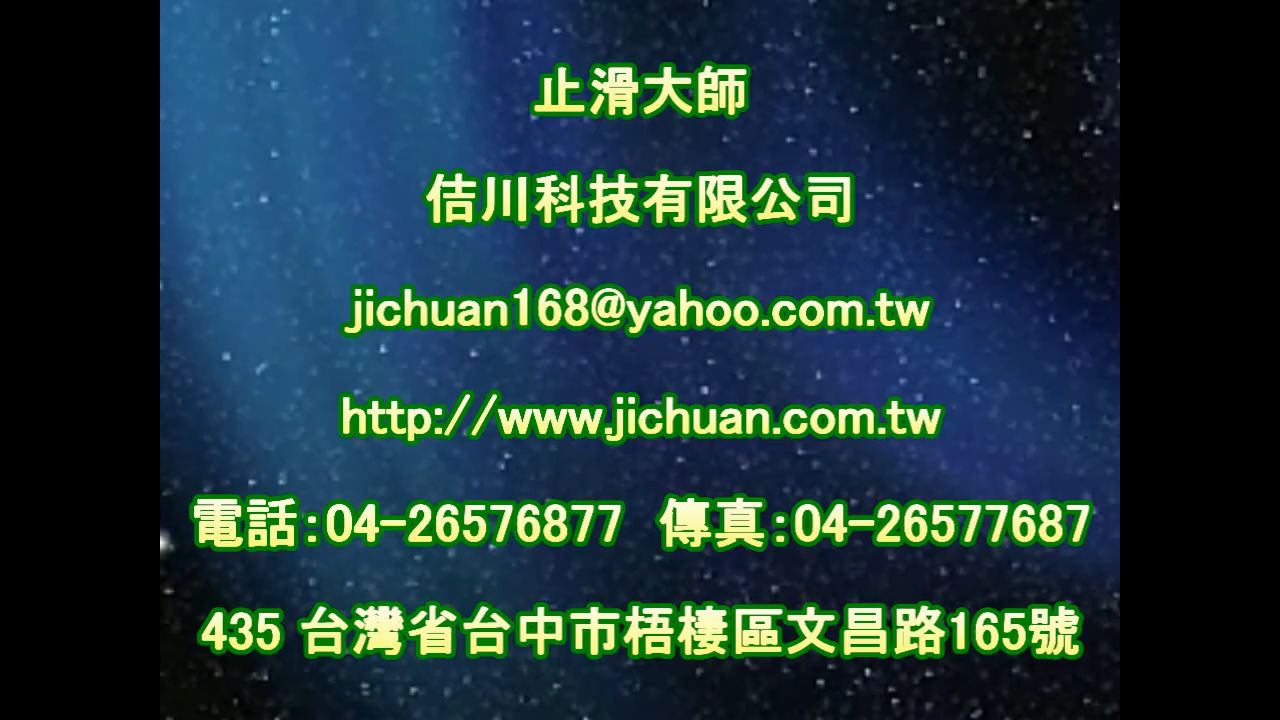 止滑大師
佶川科技有限公司
jichuan168@yahoo.com.tw
http://www.jichuan.com.tw
電話:04-26576877 傳真:04-26577687
435 台灣省台中市梧棲區文昌路165號